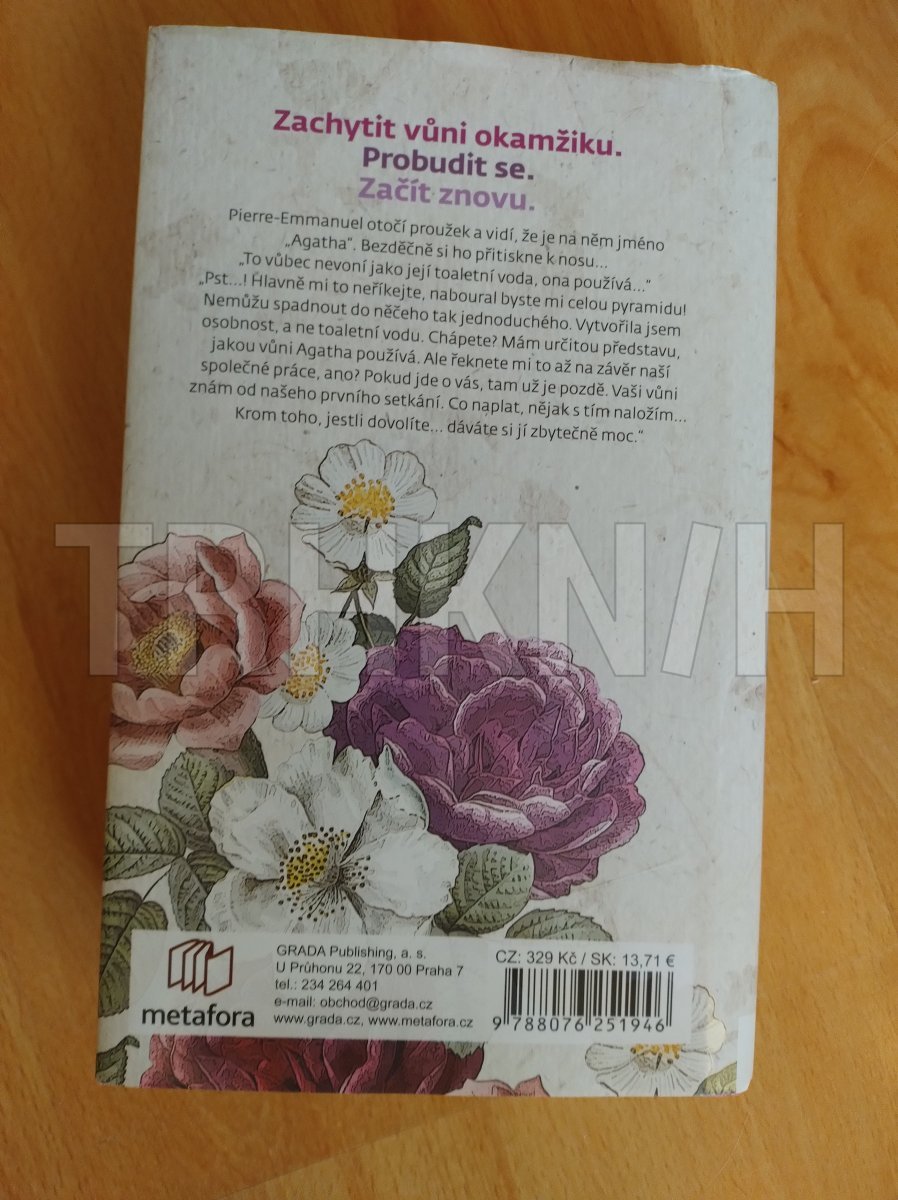 Zachytit vůni okamžiku.
Probudit se.
Začít znovu.
Pierre-Emmanuel otočí proužek a vidí, že je na něm jméno
„Agatha“. Bezděčně si ho přitiskne k nosu...
„To vůbec nevoní jako její toaletní voda, ona používá...“
„Pst...! Hlavně mi to neříkejte, naboural byste mi celou pyramidu!
Nemůžu spadnout do něčeho tak jednoduchého. Vytvořila jsem
osobnost, a ne toaletní vodu. Chápete? Mám určitou představu,
jakou vůni Agatha používá. Ale řeknete mi to až na závěr naší
společné práce, ano? Pokud jde o vás, tam už je pozdě. Vaši vůni
znám od našeho prvního setkání. Co naplat, nějak s tím naložím...
Krom toho, jestli dovolíte... dáváte si jí zbytečně moc.“
TRHKNIH
metafora
GRADA Publishing, a. s.
U Průhonu 22, 170 00 Praha 7
tel.: 234 264 401
e-mail: obchod@grada.cz
www.grada.cz, www.metafora.cz
CZ: 329 Kč / SK: 13,71 €
9 788076 251946